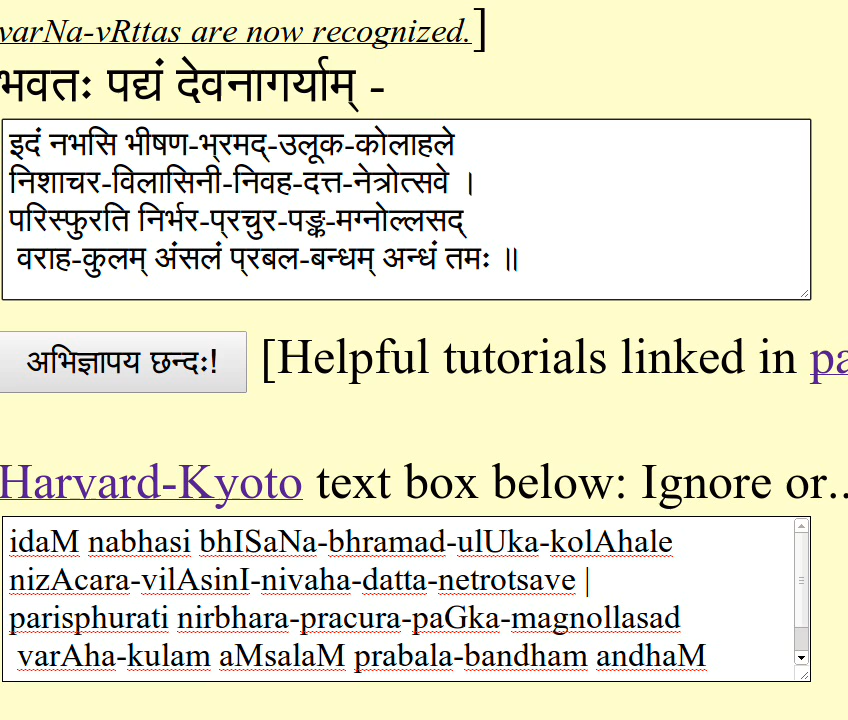 varNa-vRttas are now recognized.]
भवतः पद्यं देवनागर्याम् -
इदं नभसि भीषण-भ्रमद्-उलूक-कोलाहले
निशाचर-विलासिनी-निवह-दत्त-नेत्रोत्सवे ।
परिस्फुरति निर्भर-प्रचुर-पङ्क-मग्नोल्लसद्
वराह-कुलम् अंसलं प्रबल-बन्धम् अन्धं तमः ॥
अभिज्ञापय छन्दः! [Helpful tutorials linked in pa
Harvard-Kyoto text box below: Ignore or..
idaM nabhasi bhISaNa-bhramad-ulUka-kolAhale
nizAcara-vilAsinI-nivaha-datta-netrotsave |
parisphurati nirbhara-pracura-paGka-magnollasad
varAha-kulam aMsalaM prabala-bandham andhaM